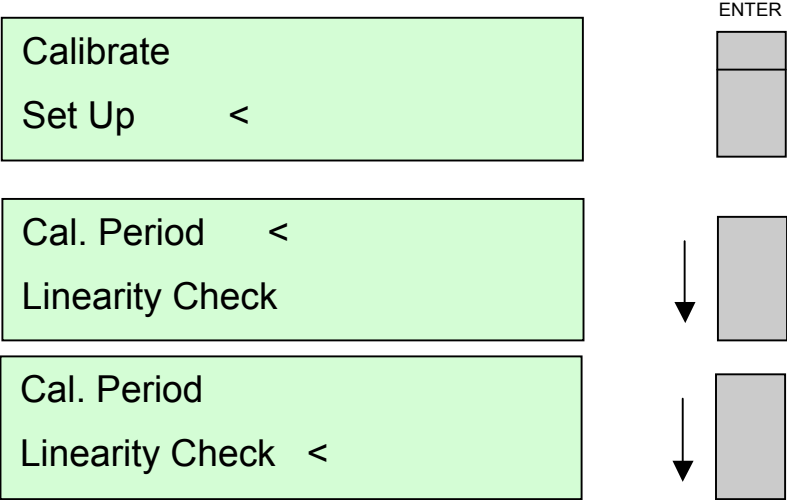 ENTER
Calibrate
Set Up <
Cal. Period <
Linearity Check
Cal. Period
Linearity Check <